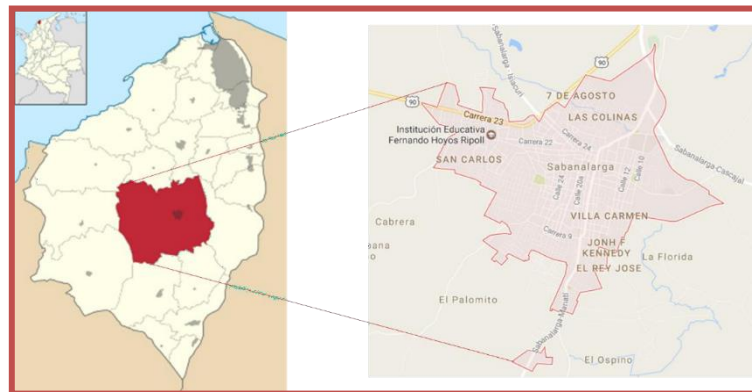 90
Sabanalarga - Isabel López
7 DE AGOSTO
90
Carrera 23
LAS COLINAS
Institución Educativa
Fernando Hoyos Ripoll
Carrera 22
Carrera 24
SAN CARLOS
Sabanalarga
Sabanalarga-Cascajal
Calle 24
Calle 20a
Calle 12
Calle 10
Cabrera
VILLA CARMEN
Carrera 9
JONH F
KENNEDY
La Florida
EL REY JOSE
El Palomito
Sabanalarga-Manatí
El Ospino